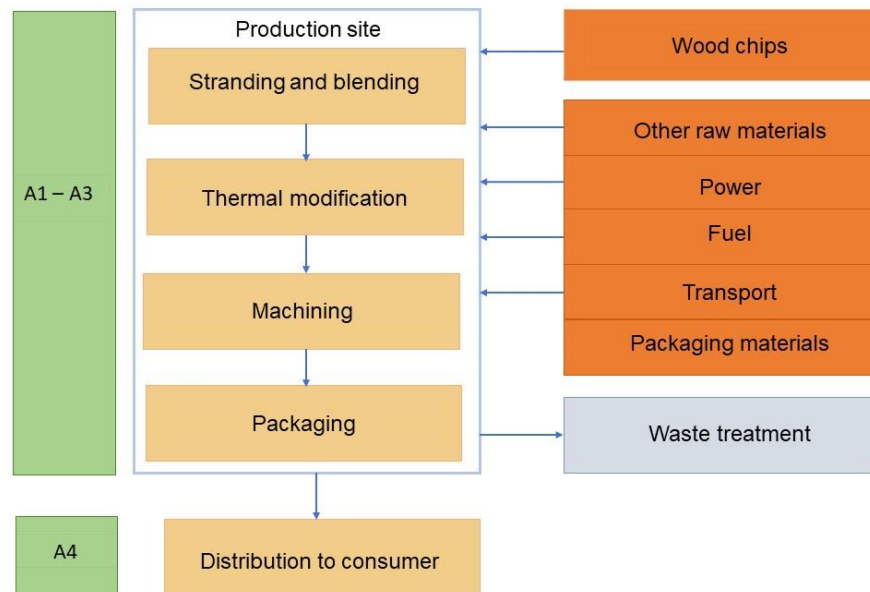 A1 – A3
Production site
Stranding and blending
Thermal modification
Machining
Packaging
Wood chips
Other raw materials
Power
Fuel
Transport
Packaging materials
Waste treatment
A4
Distribution to consumer